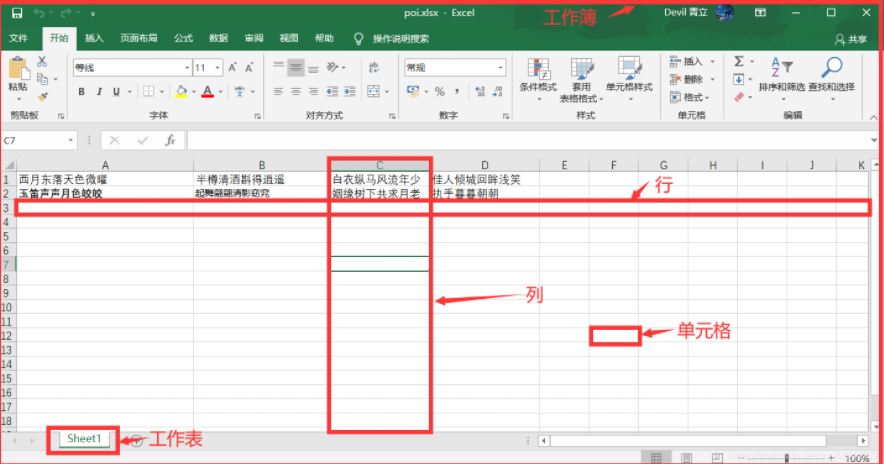 poi.xlsx - Excel
工作簿
Devil 青立
文件 开始 插入 页面布局 公式 数据 审阅 视图 帮助 操作说明搜索 共享
等线 11 A A ab 常规 插入 Σ A Z
粘贴 B I U A 文 % , 条件格式 套用 表格格式 单元格样式 删除 格式 排序和筛选 查找和选择
剪贴板 字体 对齐方式 数字 样式 单元格 编辑
C7 fx
A B C D E F G H I J K
1 西月东落天色微曜 半樽清酒斟得逍遥 白衣纵马风流年少 佳人倾城回眸浅笑
2 玉笛声声月色皎皎 起舞翩翩清影窈窕 姻缘树下共求月老 执手暮暮朝朝
行
3
4
5
6
7
8
9
列
10
11
12
单元格
13
14
15
16
17
18
Sheet1
工作表
100%